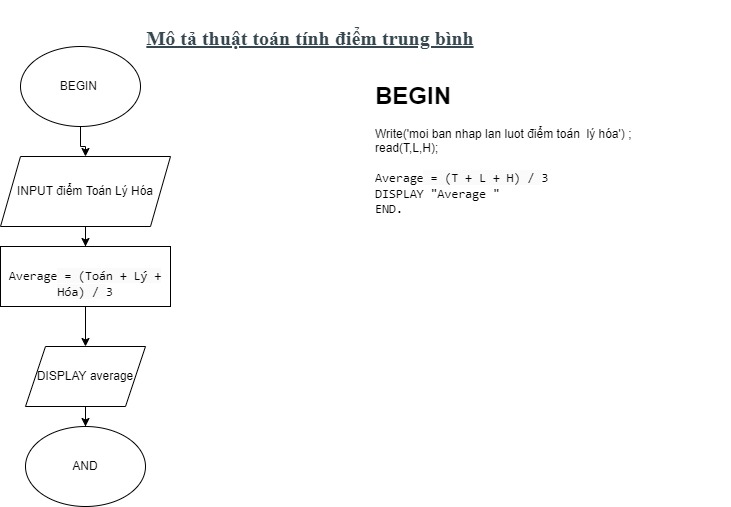 Mô tả thuật toán tính điểm trung bình
BEGIN
INPUT điểm Toán Lý Hóa
Average = (Toán + Lý +
Hóa) / 3
DISPLAY average
AND
BEGIN
Write('moi ban nhap lan luot điểm toán  lý hóa') ;
read(T,L,H);
Average = (T + L + H) / 3
DISPLAY "Average "
END.